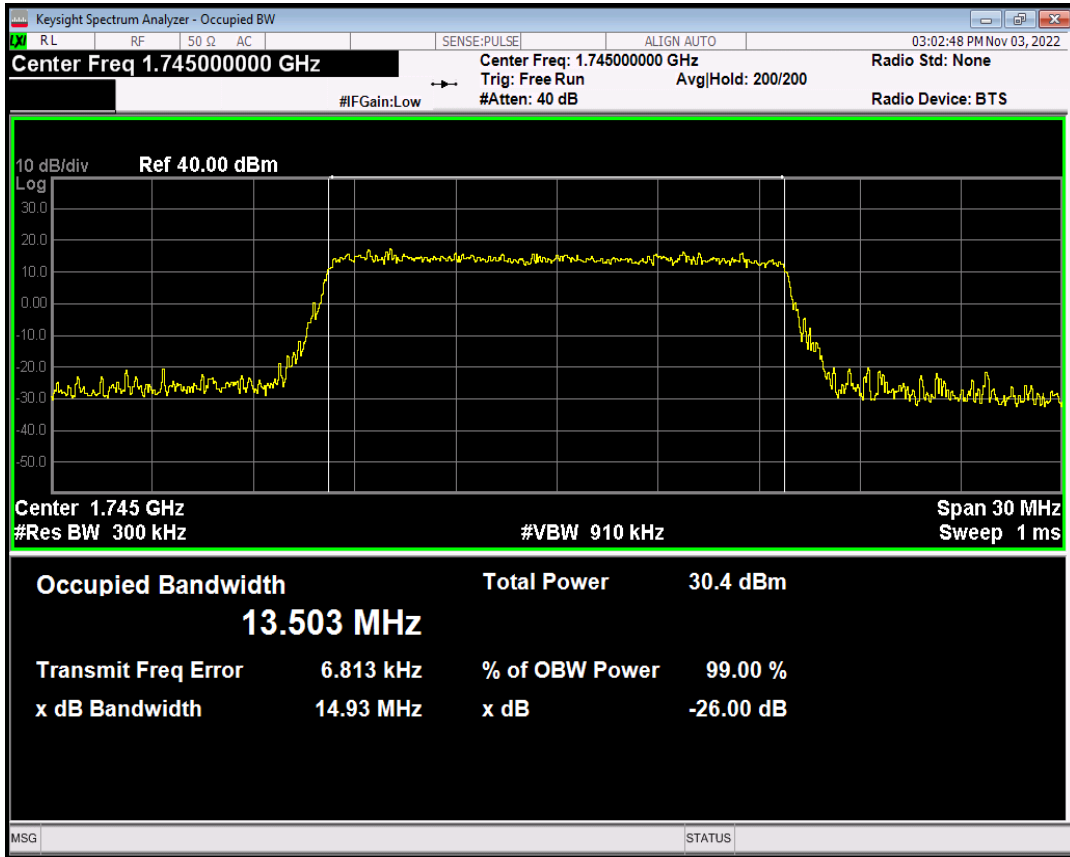 Keysight Spectrum Analyzer - Occupied BW
LXI RL RF 50 Ω AC SENSE:PULSE ALIGN AUTO 03:02:48 PM Nov 03, 2022
Center Freq 1.745000000 GHz Center Freq: 1.745000000 GHz Radio Std: None
Trig: Free Run Avg|Hold: 200/200
#IFGain:Low #Atten: 40 dB Radio Device: BTS
10 dB/div Ref 40.00 dBm
Log
30.0
20.0
10.0
0.00
-10.0
-20.0
-30.0
-40.0
-50.0
Center 1.745 GHz Span 30 MHz
#Res BW 300 kHz #VBW 910 kHz Sweep 1 ms
Occupied Bandwidth Total Power 30.4 dBm
13.503 MHz
Transmit Freq Error 6.813 kHz % of OBW Power 99.00 %
x dB Bandwidth 14.93 MHz x dB -26.00 dB
MSG STATUS